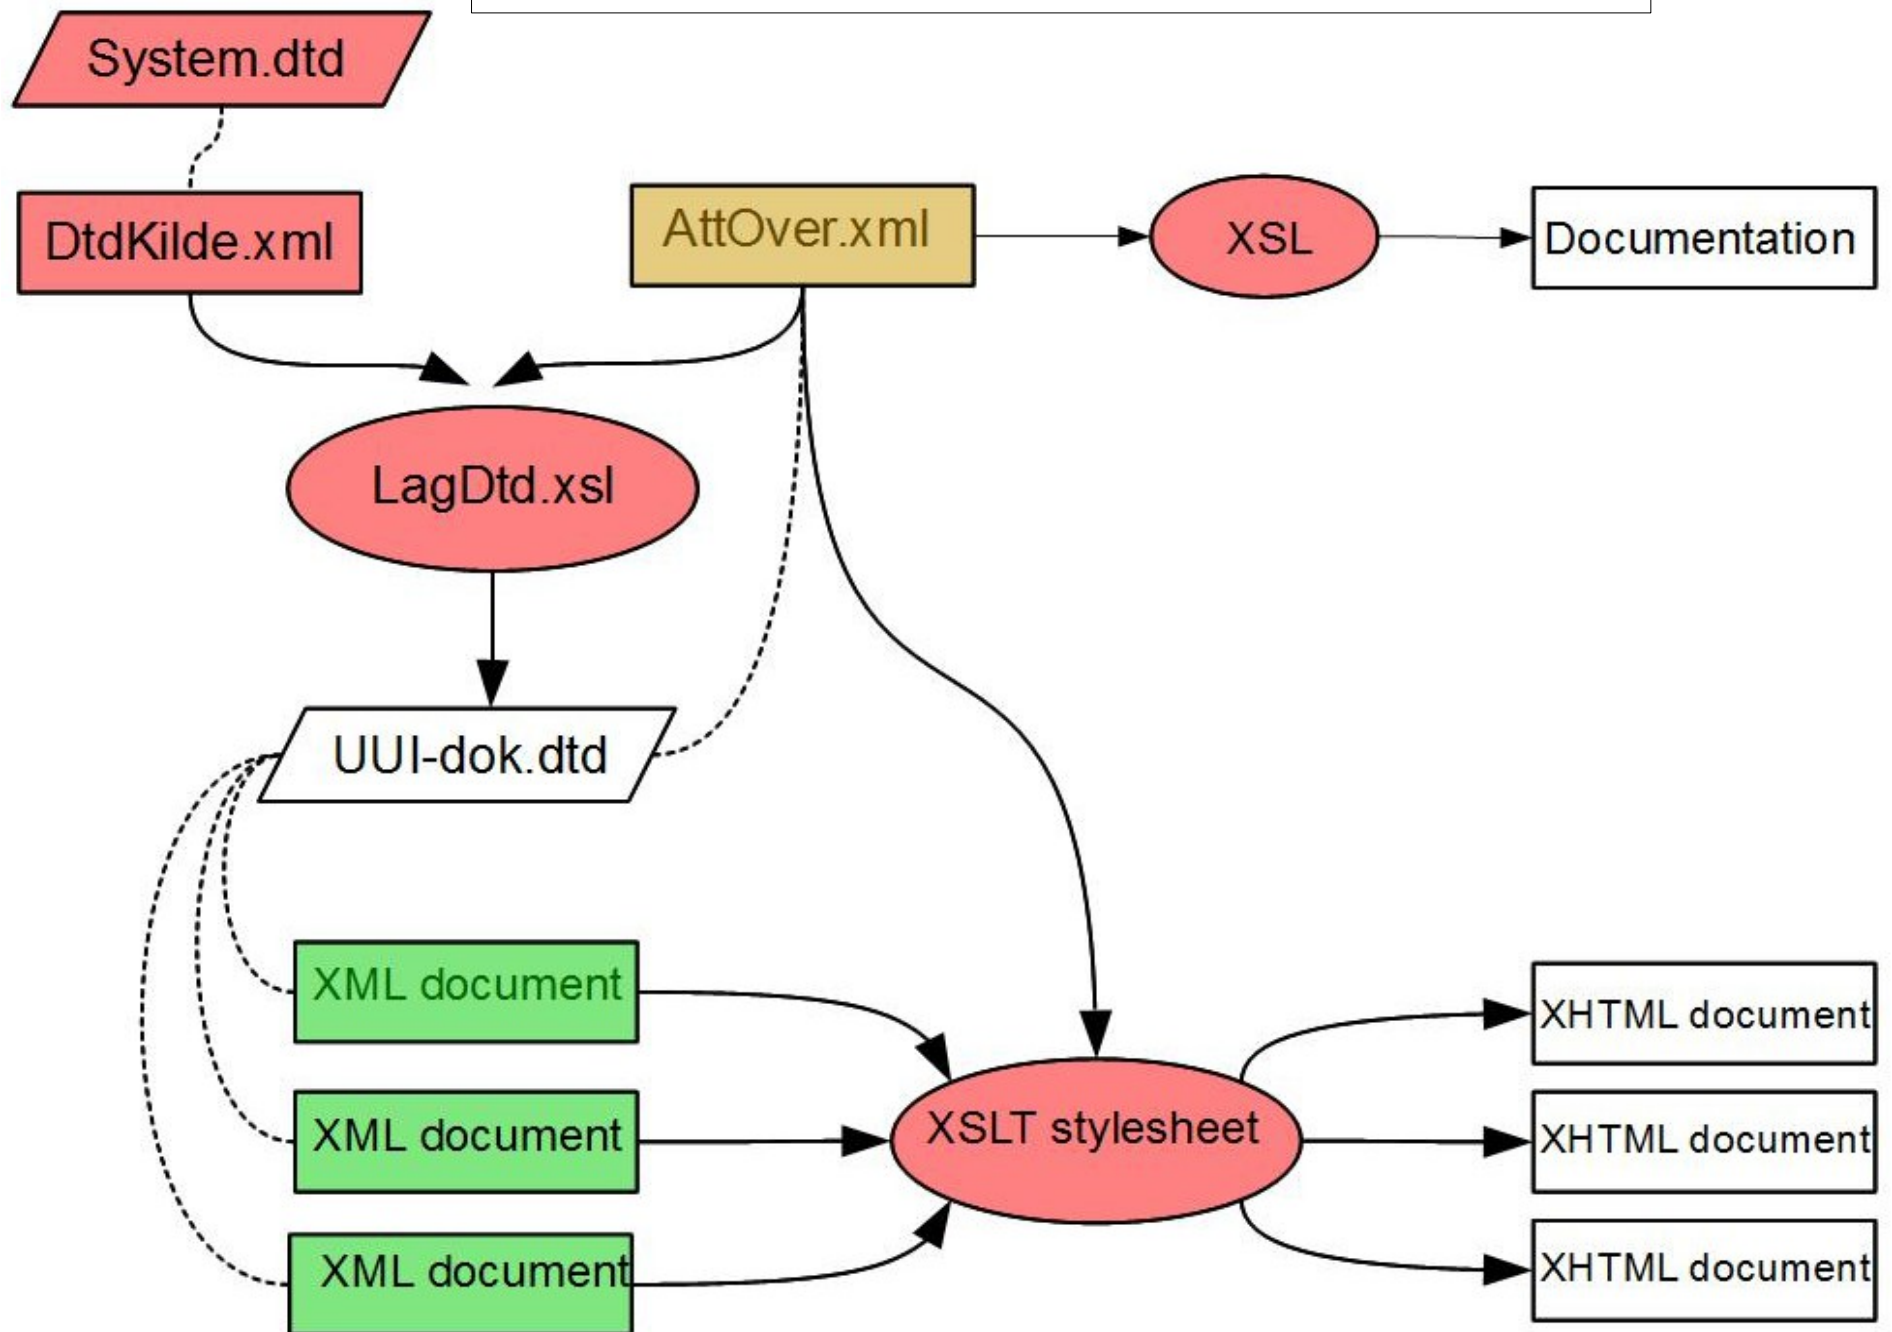 System.dtd
DtdKilde.xml
AttOver.xml
XSL
Documentation
LagDtd.xsl
UUI-dok.dtd
XML document
XHTML document
XML document
XSLT stylesheet
XHTML document
XML document
XHTML document